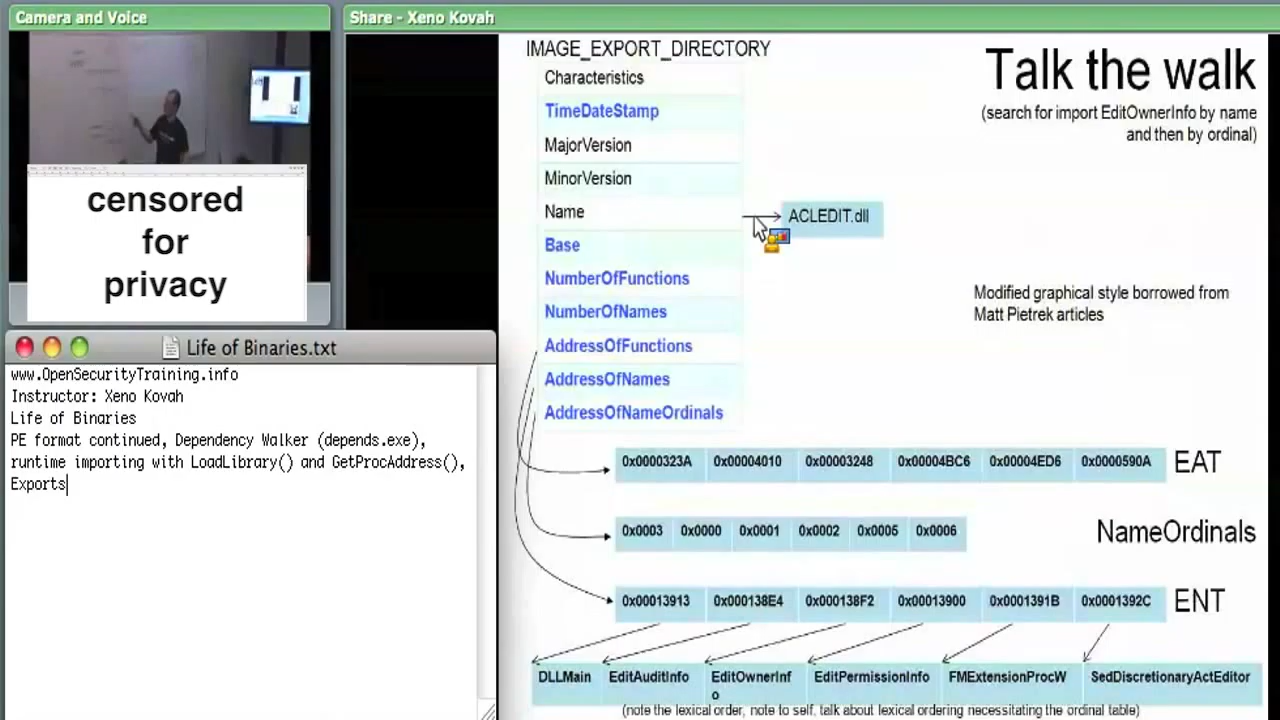 Camera and Voice
censored
for
privacy
Life of Binaries.txt
www.OpenSecurityTraining.info
Instructor: Xeno Kovah
Life of Binaries
PE format continued, Dependency Walker (depends.exe),
runtime importing with LoadLibrary() and GetProcAddress(),
Exports
Share - Xeno Kovah
IMAGE_EXPORT_DIRECTORY
Characteristics
TimeDateStamp
MajorVersion
MinorVersion
Name
Base
NumberOfFunctions
NumberOfNames
AddressOfFunctions
AddressOfNames
AddressOfNameOrdinals
ACLEDIT.dll
Talk the walk
(search for import EditOwnerInfo by name
and then by ordinal)
Modified graphical style borrowed from
Matt Pietrek articles
0x0000323A 0x00004010 0x00003248 0x00004BC6 0x00004ED6 0x0000590A EAT
0x0003 0x0000 0x0001 0x0002 0x0005 0x0006 NameOrdinals
0x00013913 0x000138E4 0x000138F2 0x00013900 0x0001391B 0x0001392C ENT
DLLMain EditAuditInfo EditOwnerInf EditPermissionInfo FMExtensionProcW SedDiscretionaryActEditor
o
(note the lexical order, note to self, talk about lexical ordering necessitating the ordinal table)